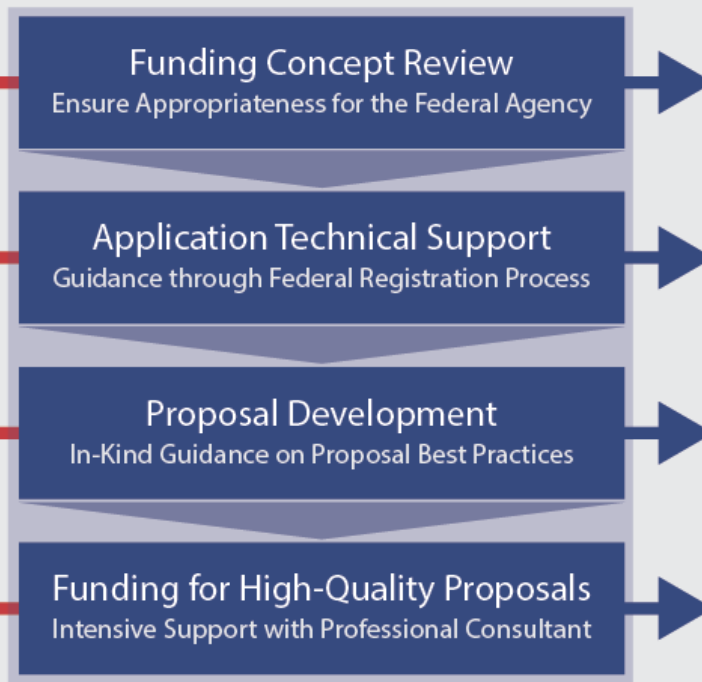 Funding Concept Review
Ensure Appropriateness for the Federal Agency
Application Technical Support
Guidance through Federal Registration Process
Proposal Development
In-Kind Guidance on Proposal Best Practices
Funding for High-Quality Proposals
Intensive Support with Professional Consultant